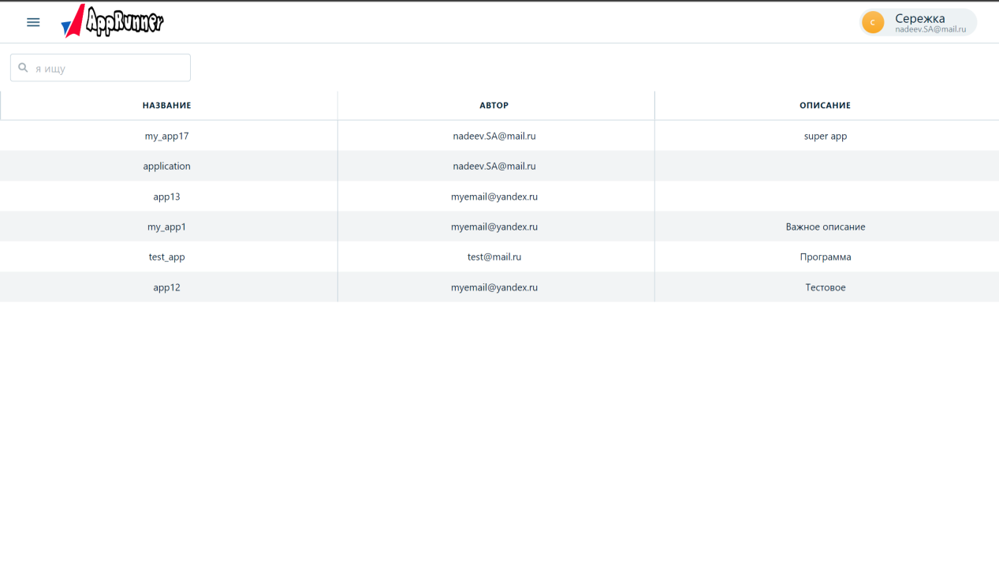 AppRunner
с
Сережка
nadeev.SA@mail.ru
я ищу
НАЗВАНИЕ АВТОР ОПИСАНИЕ
my_app17 nadeev.SA@mail.ru super app
application nadeev.SA@mail.ru
app13 myemail@yandex.ru
my_app1 myemail@yandex.ru Важное описание
test_app test@mail.ru Программа
app12 myemail@yandex.ru Тестовое